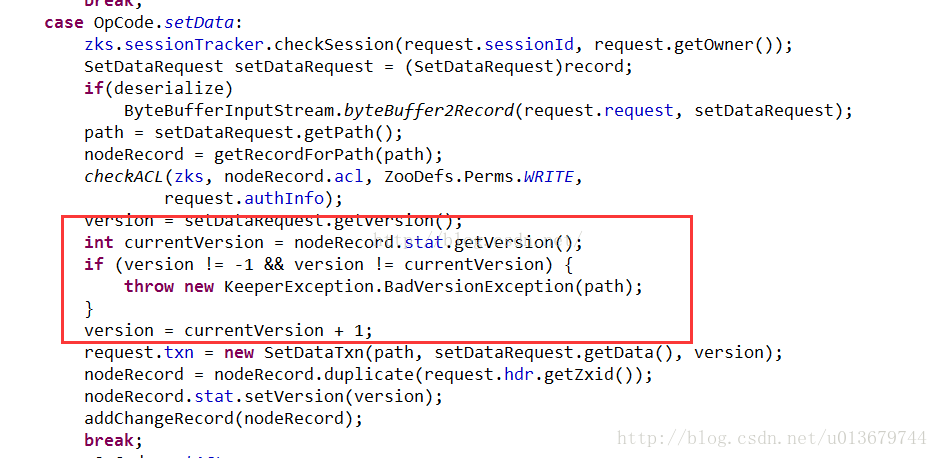 break;
case OpCode.setData:
zks.sessionTracker.checkSession(request.sessionId, request.getOwner());
SetDataRequest setDataRequest = (SetDataRequest)record;
if(deserialize)
ByteBufferInputStream.byteBuffer2Record(request.request, setDataRequest);
path = setDataRequest.getPath();
nodeRecord = getRecordForPath(path);
checkACL(zks, nodeRecord.acl, ZooDefs.Perms.WRITE,
request.authInfo);
version = setDataRequest.getVersion();
int currentVersion = nodeRecord.stat.getVersion();
if (version != -1 && version != currentVersion) {
throw new KeeperException.BadVersionException(path);
}
version = currentVersion + 1;
request.txn = new SetDataTxn(path, setDataRequest.getData(), version);
nodeRecord = nodeRecord.duplicate(request.hdr.getZxid());
nodeRecord.stat.setVersion(version);
addChangeRecord(nodeRecord);
break;
http://blog.csdn.net/u013679744